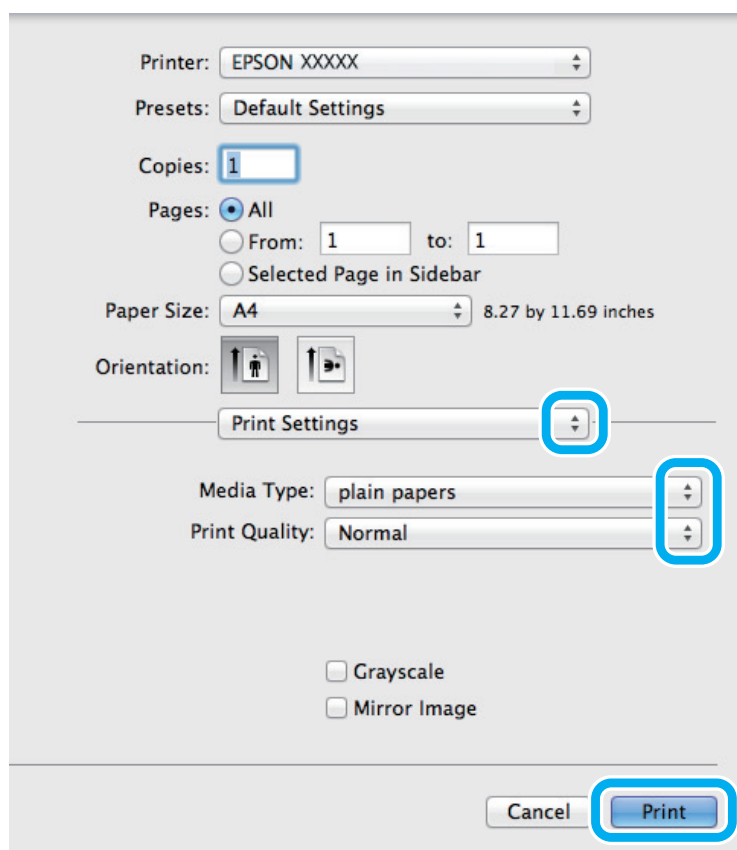 Printer: EPSON XXXXX
Presets: Default Settings
Copies: 1
Pages: All
From: 1 to: 1
Selected Page in Sidebar
Paper Size: A4 8.27 by 11.69 inches
Orientation:
Print Settings
Media Type: plain papers
Print Quality: Normal
Grayscale
Mirror Image
Cancel Print